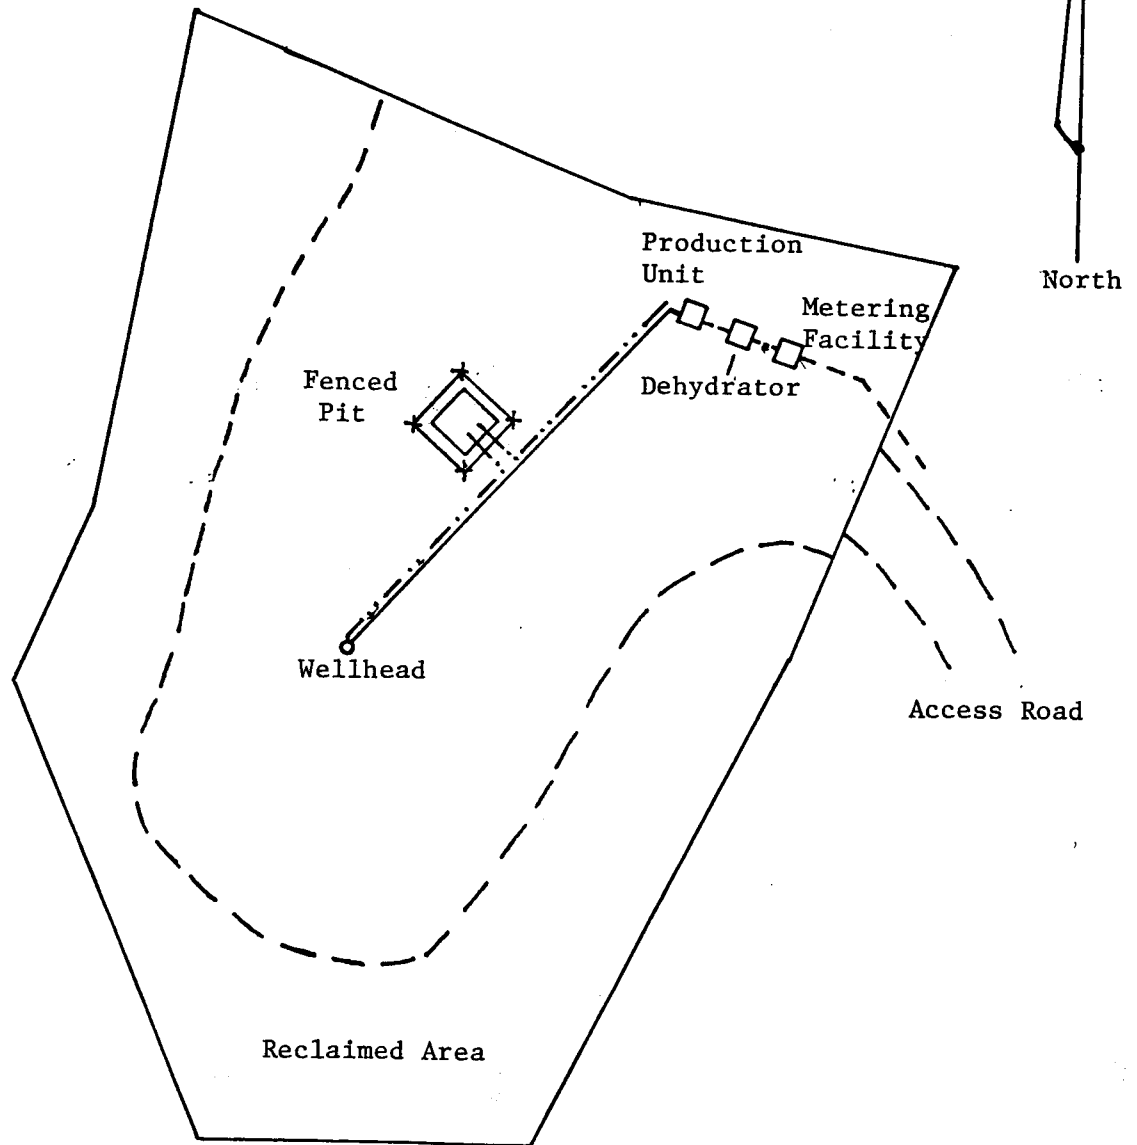 Production
Unit
North
Metering
Facility
Dehydrator
Fenced
Pit
Wellhead
Access Road
Reclaimed Area